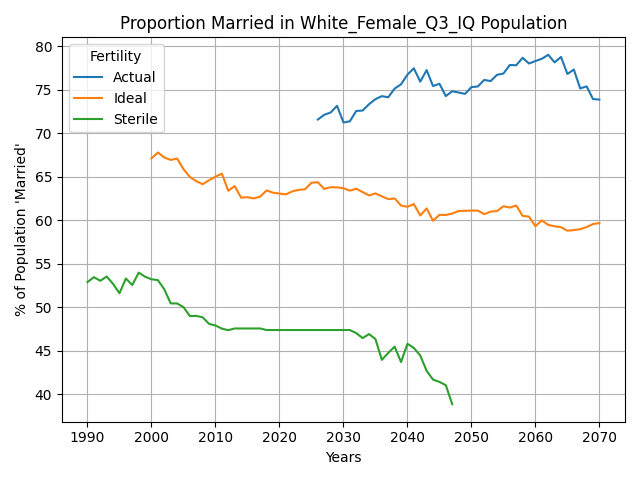 Proportion Married in White_Female_Q3_IQ Population
% of Population 'Married'
80
75
70
65
60
55
50
45
40
Fertility
Actual
Ideal
Sterile
1990 2000 2010 2020 2030 2040 2050 2060 2070
Years